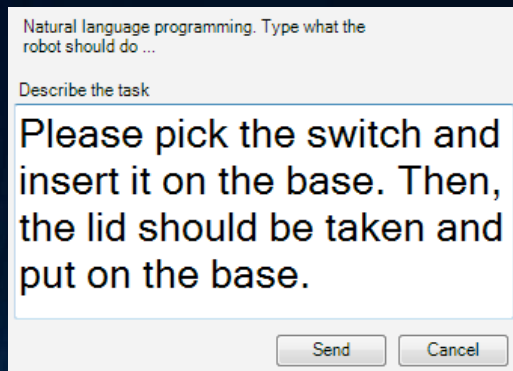 Natural language programming. Type what the
robot should do ...
Describe the task
Please pick the switch and
insert it on the base. Then,
the lid should be taken and
put on the base.
Send Cancel